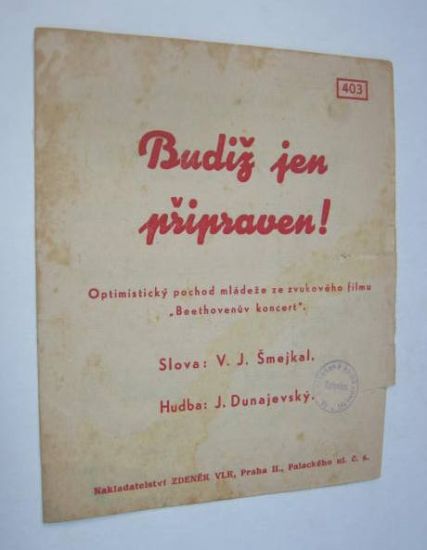 403
Budiž jen
připraven!
Optimistický pochod mládeže ze zvukového filmu
„Beethovenův koncert“.
Slova: V. J. Šmejkal.
Hudba: J. Dunajevský.
Nakladatelství ZDENĚK VLK, Praha II., Palackého ul. č. 6.